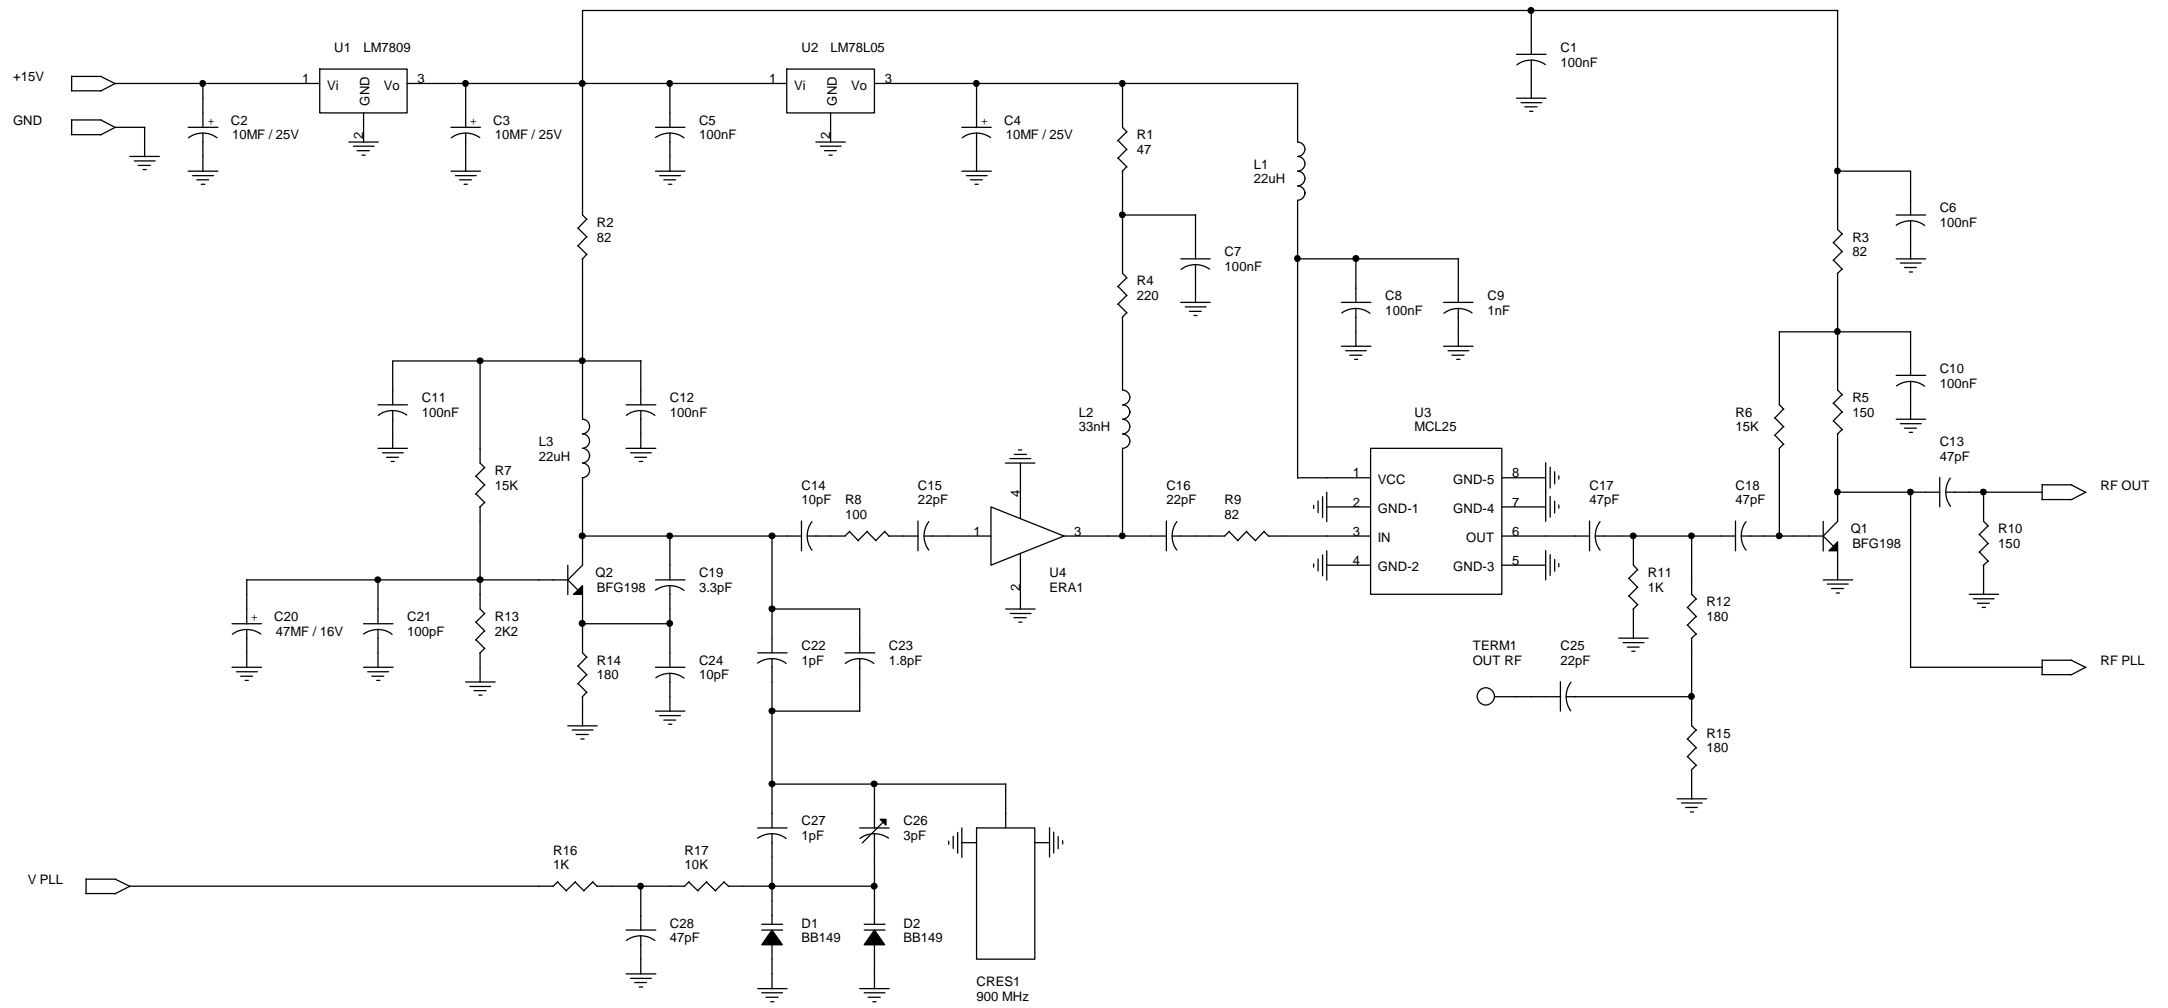 U1 LM7809
U2 LM78L05
C1
100nF
+15V
1
Vi
GND
Vo
3
2
1
Vi
GND
Vo
3
2
GND
C2
10MF / 25V
C3
10MF / 25V
C5
100nF
C4
10MF / 25V
R1
47
L1
22uH
R2
82
C7
100nF
R4
220
C6
100nF
R3
82
C8
100nF
C9
1nF
C11
100nF
C12
100nF
L3
22uH
R7
15K
L2
33nH
U3
MCL25
R6
15K
R5
150
C10
100nF
C13
47pF
C14
10pF
R8
100
C15
22pF
4
1
3
2
U4
ERA1
C16
22pF
R9
82
1
VCC
GND-5
8
2
GND-1
GND-4
7
3
IN
OUT
6
4
GND-2
GND-3
5
C17
47pF
C18
47pF
RF OUT
Q1
BFG198
R10
150
Q2
BFG198
C19
3.3pF
R11
1K
R12
180
C20
47MF / 16V
C21
100pF
R13
2K2
R14
180
C24
10pF
C22
1pF
C23
1.8pF
TERM1
OUT RF
C25
22pF
RF PLL
R15
180
C27
1pF
C26
3pF
R16
1K
R17
10K
V PLL
C28
47pF
D1
BB149
D2
BB149
CRES1
900 MHz